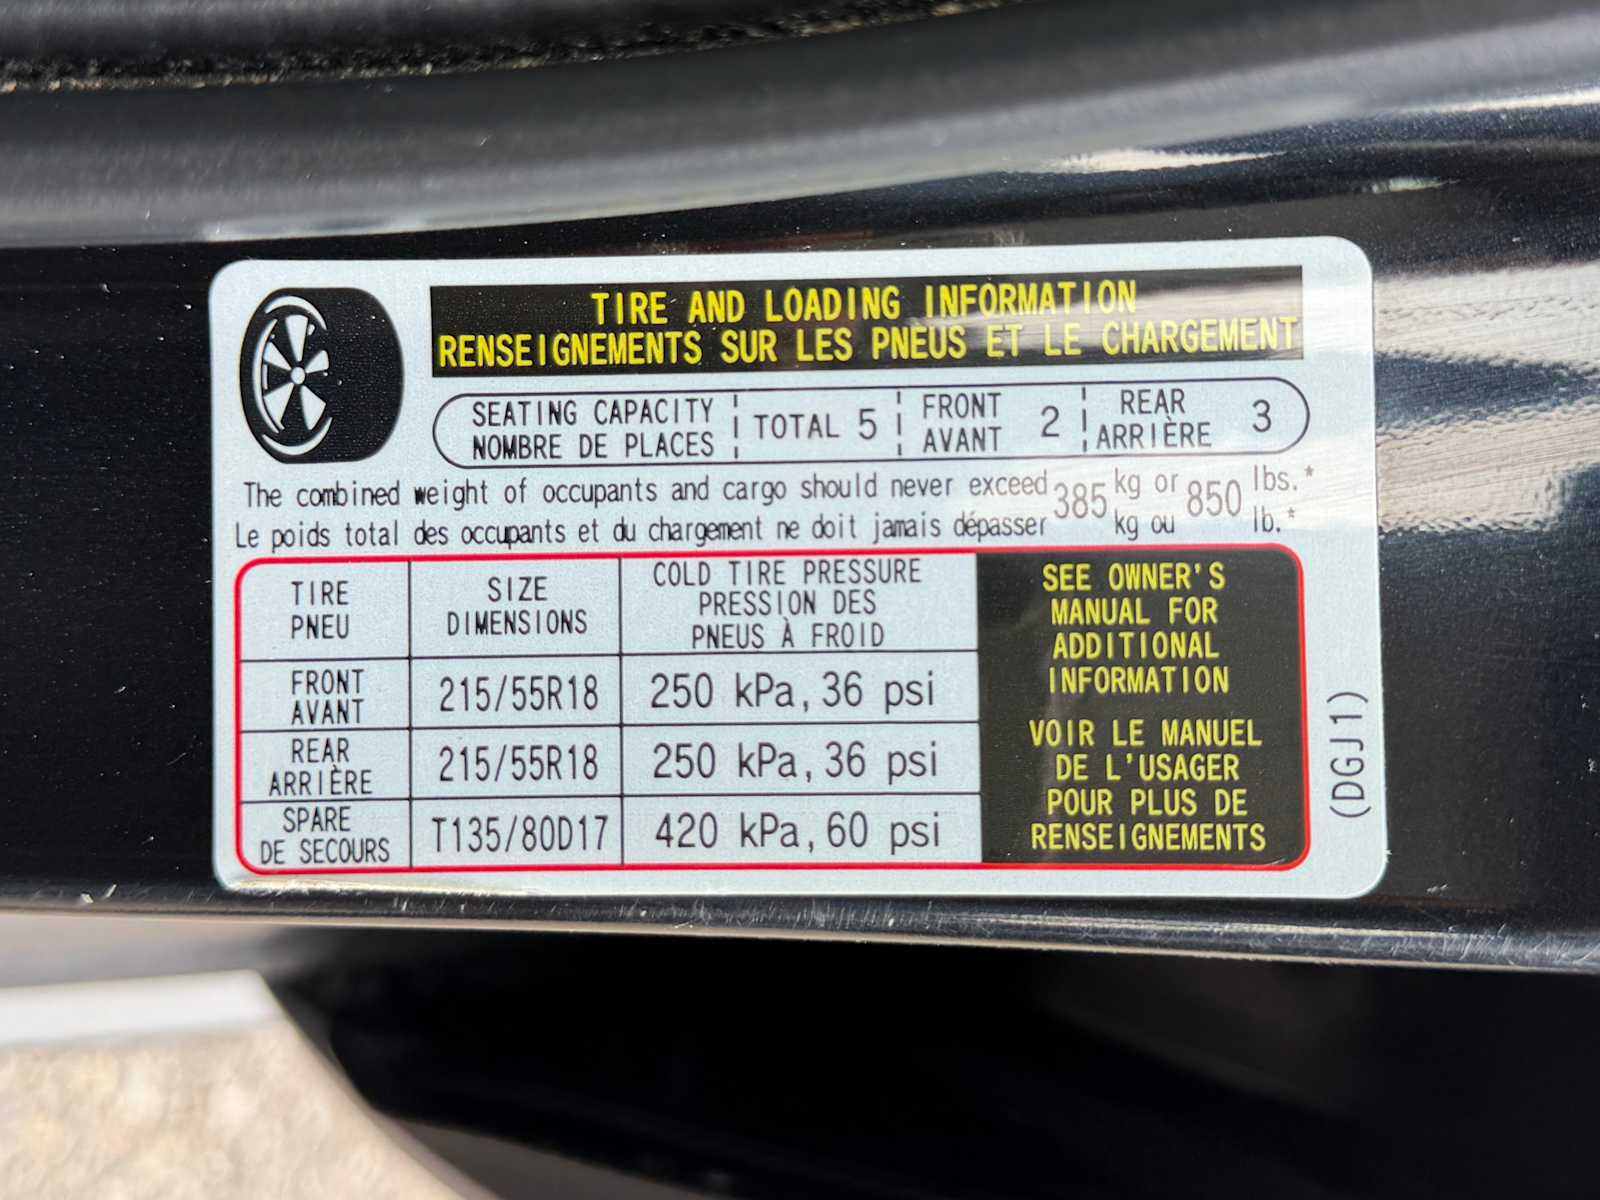 TIRE AND LOADING INFORMATION
RENSEIGNEMENTS SUR LES PNEUS ET LE CHARGEMENT
SEATING CAPACITY
NOMBRE DE PLACES
TOTAL 5
FRONT
AVANT
2
REAR
ARRIÈRE
3
The combined weight of occupants and cargo should never exceed
Le poids total des occupants et du chargement ne doit jamais dépasser
385
kg or
kg ou
850
lbs.*
lb.*
TIRE
PNEU
SIZE
DIMENSIONS
COLD TIRE PRESSURE
PRESSION DES
PNEUS À FROID
FRONT
AVANT
215/55R18
250 kPa, 36 psi
REAR
ARRIÈRE
215/55R18
250 kPa, 36 psi
SPARE
DE SECOURS
T135/80D17
420 kPa, 60 psi
SEE OWNER'S
MANUAL FOR
ADDITIONAL
INFORMATION
VOIR LE MANUEL
DE L'USAGER
POUR PLUS DE
RENSEIGNEMENTS
(DGJ1)